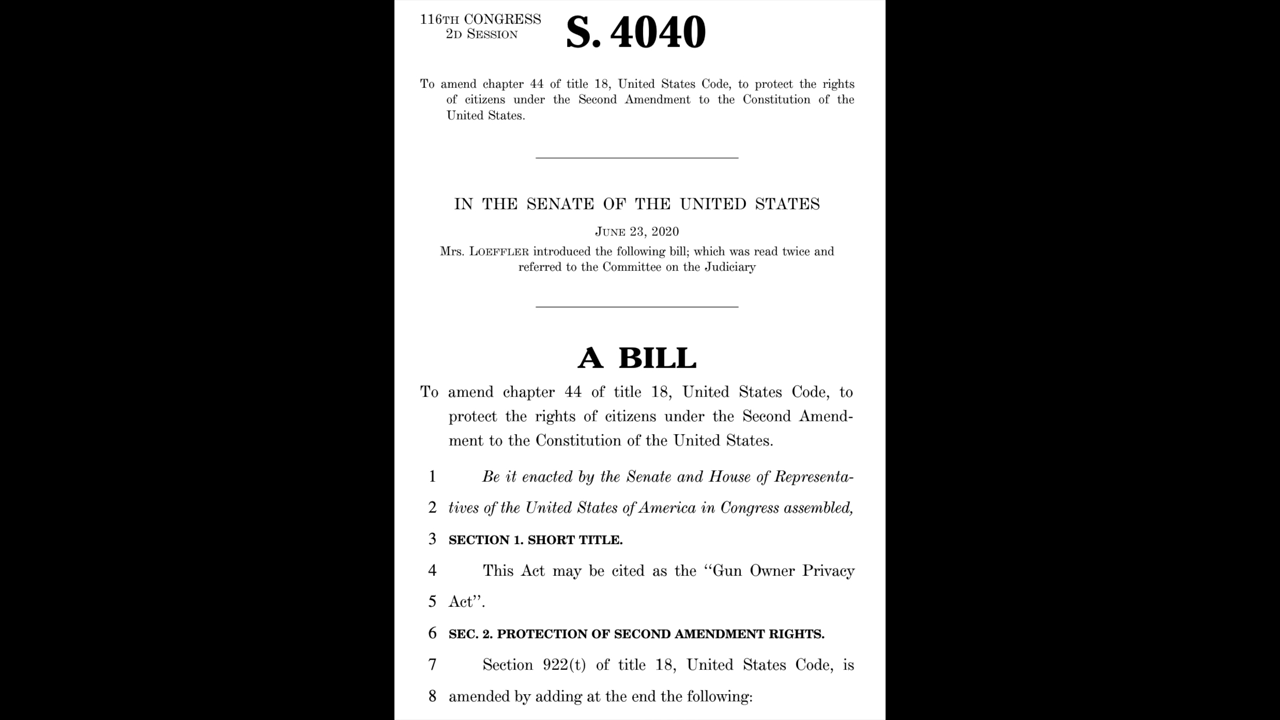 116TH CONGRESS
2D SESSION
S. 4040
To amend chapter 44 of title 18, United States Code, to protect the rights
of citizens under the Second Amendment to the Constitution of the
United States.
IN THE SENATE OF THE UNITED STATES
JUNE 23, 2020
Mrs. LOEFFLER introduced the following bill; which was read twice and
referred to the Committee on the Judiciary
A BILL
To amend chapter 44 of title 18, United States Code, to
protect the rights of citizens under the Second Amend-
ment to the Constitution of the United States.
1 Be it enacted by the Senate and House of Representa-
2 tives of the United States of America in Congress assembled,
3 SECTION 1. SHORT TITLE.
4 This Act may be cited as the ‘‘Gun Owner Privacy
5 Act’’.
6 SEC. 2. PROTECTION OF SECOND AMENDMENT RIGHTS.
7 Section 922(t) of title 18, United States Code, is
8 amended by adding at the end the following: